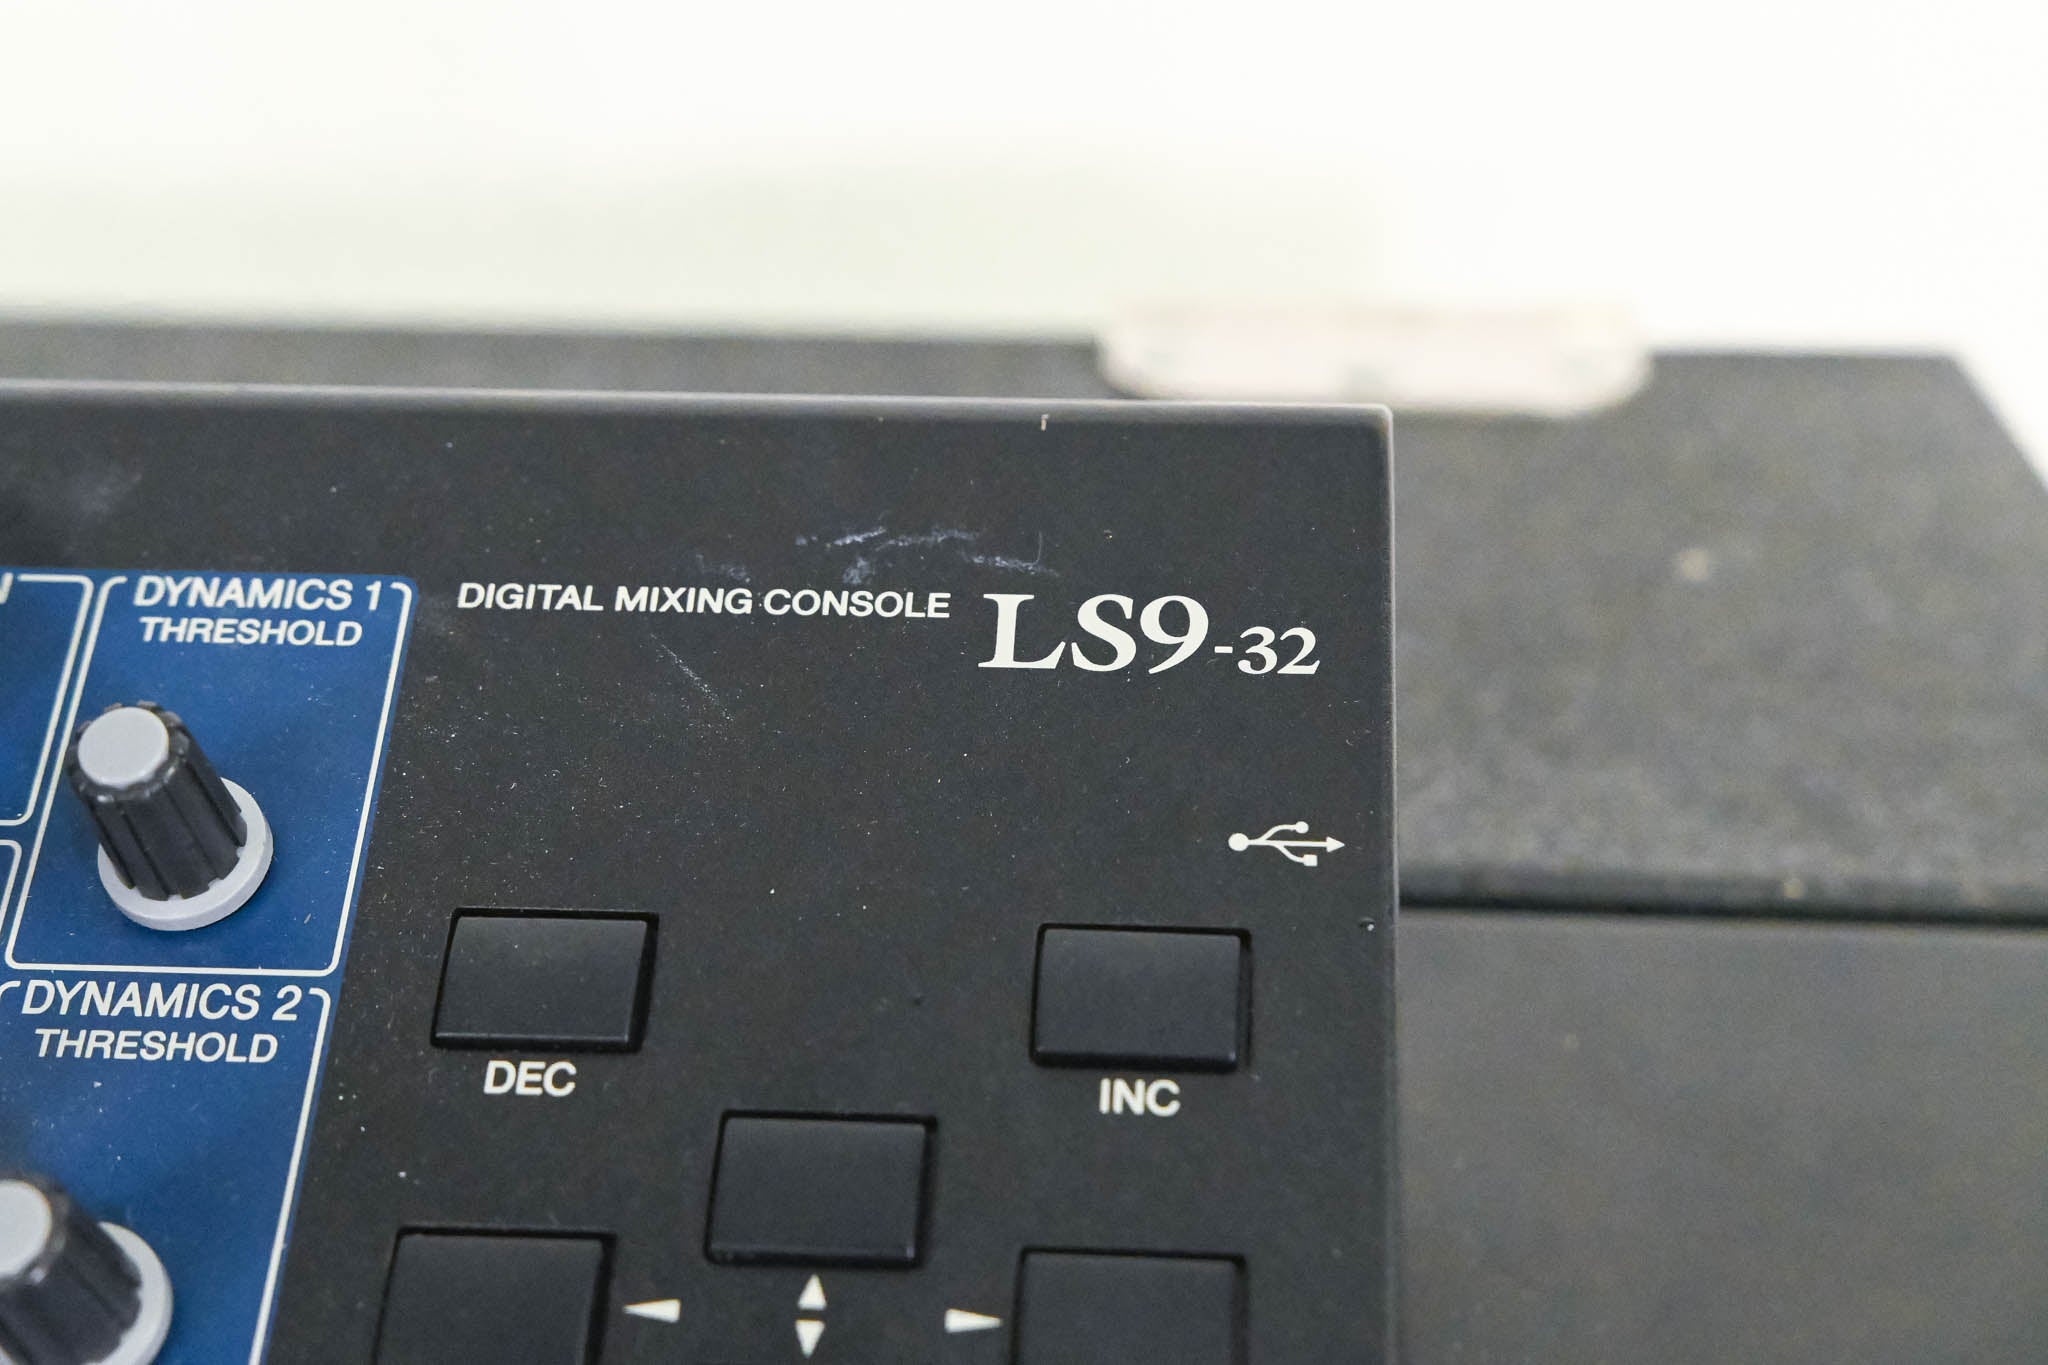 DYNAMICS 1
THRESHOLD
DIGITAL MIXING CONSOLE LS9-32
DYNAMICS 2
THRESHOLD
DEC
INC